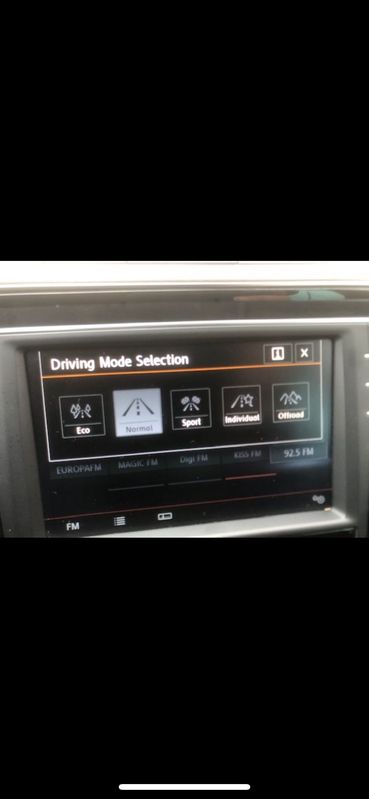 Driving Mode Selection
Eco
Normal
Sport
Individual
Offroad
EUROPAFM
MAGIC FM
Digi FM
KISS FM
92.5 FM
FM